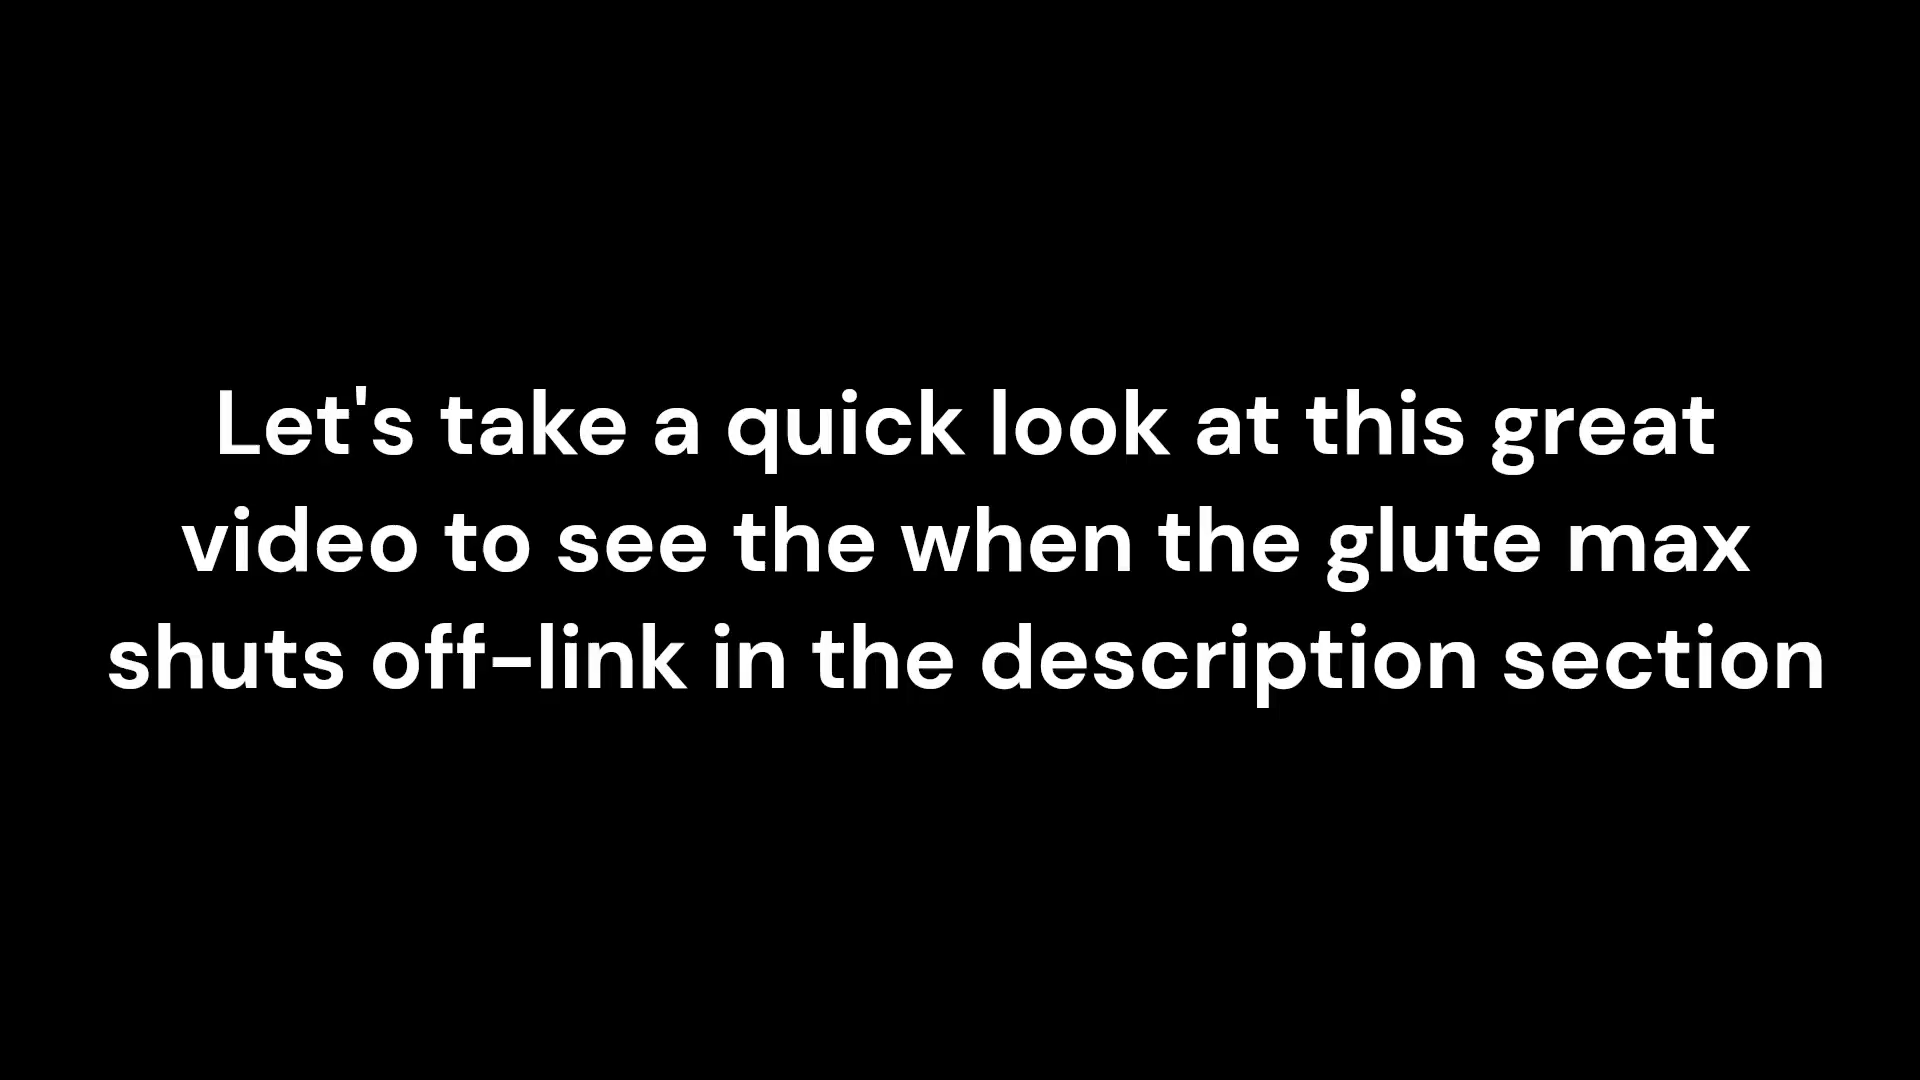 Let's take a quick look at this great
video to see the when the glute max
shuts off-link in the description section